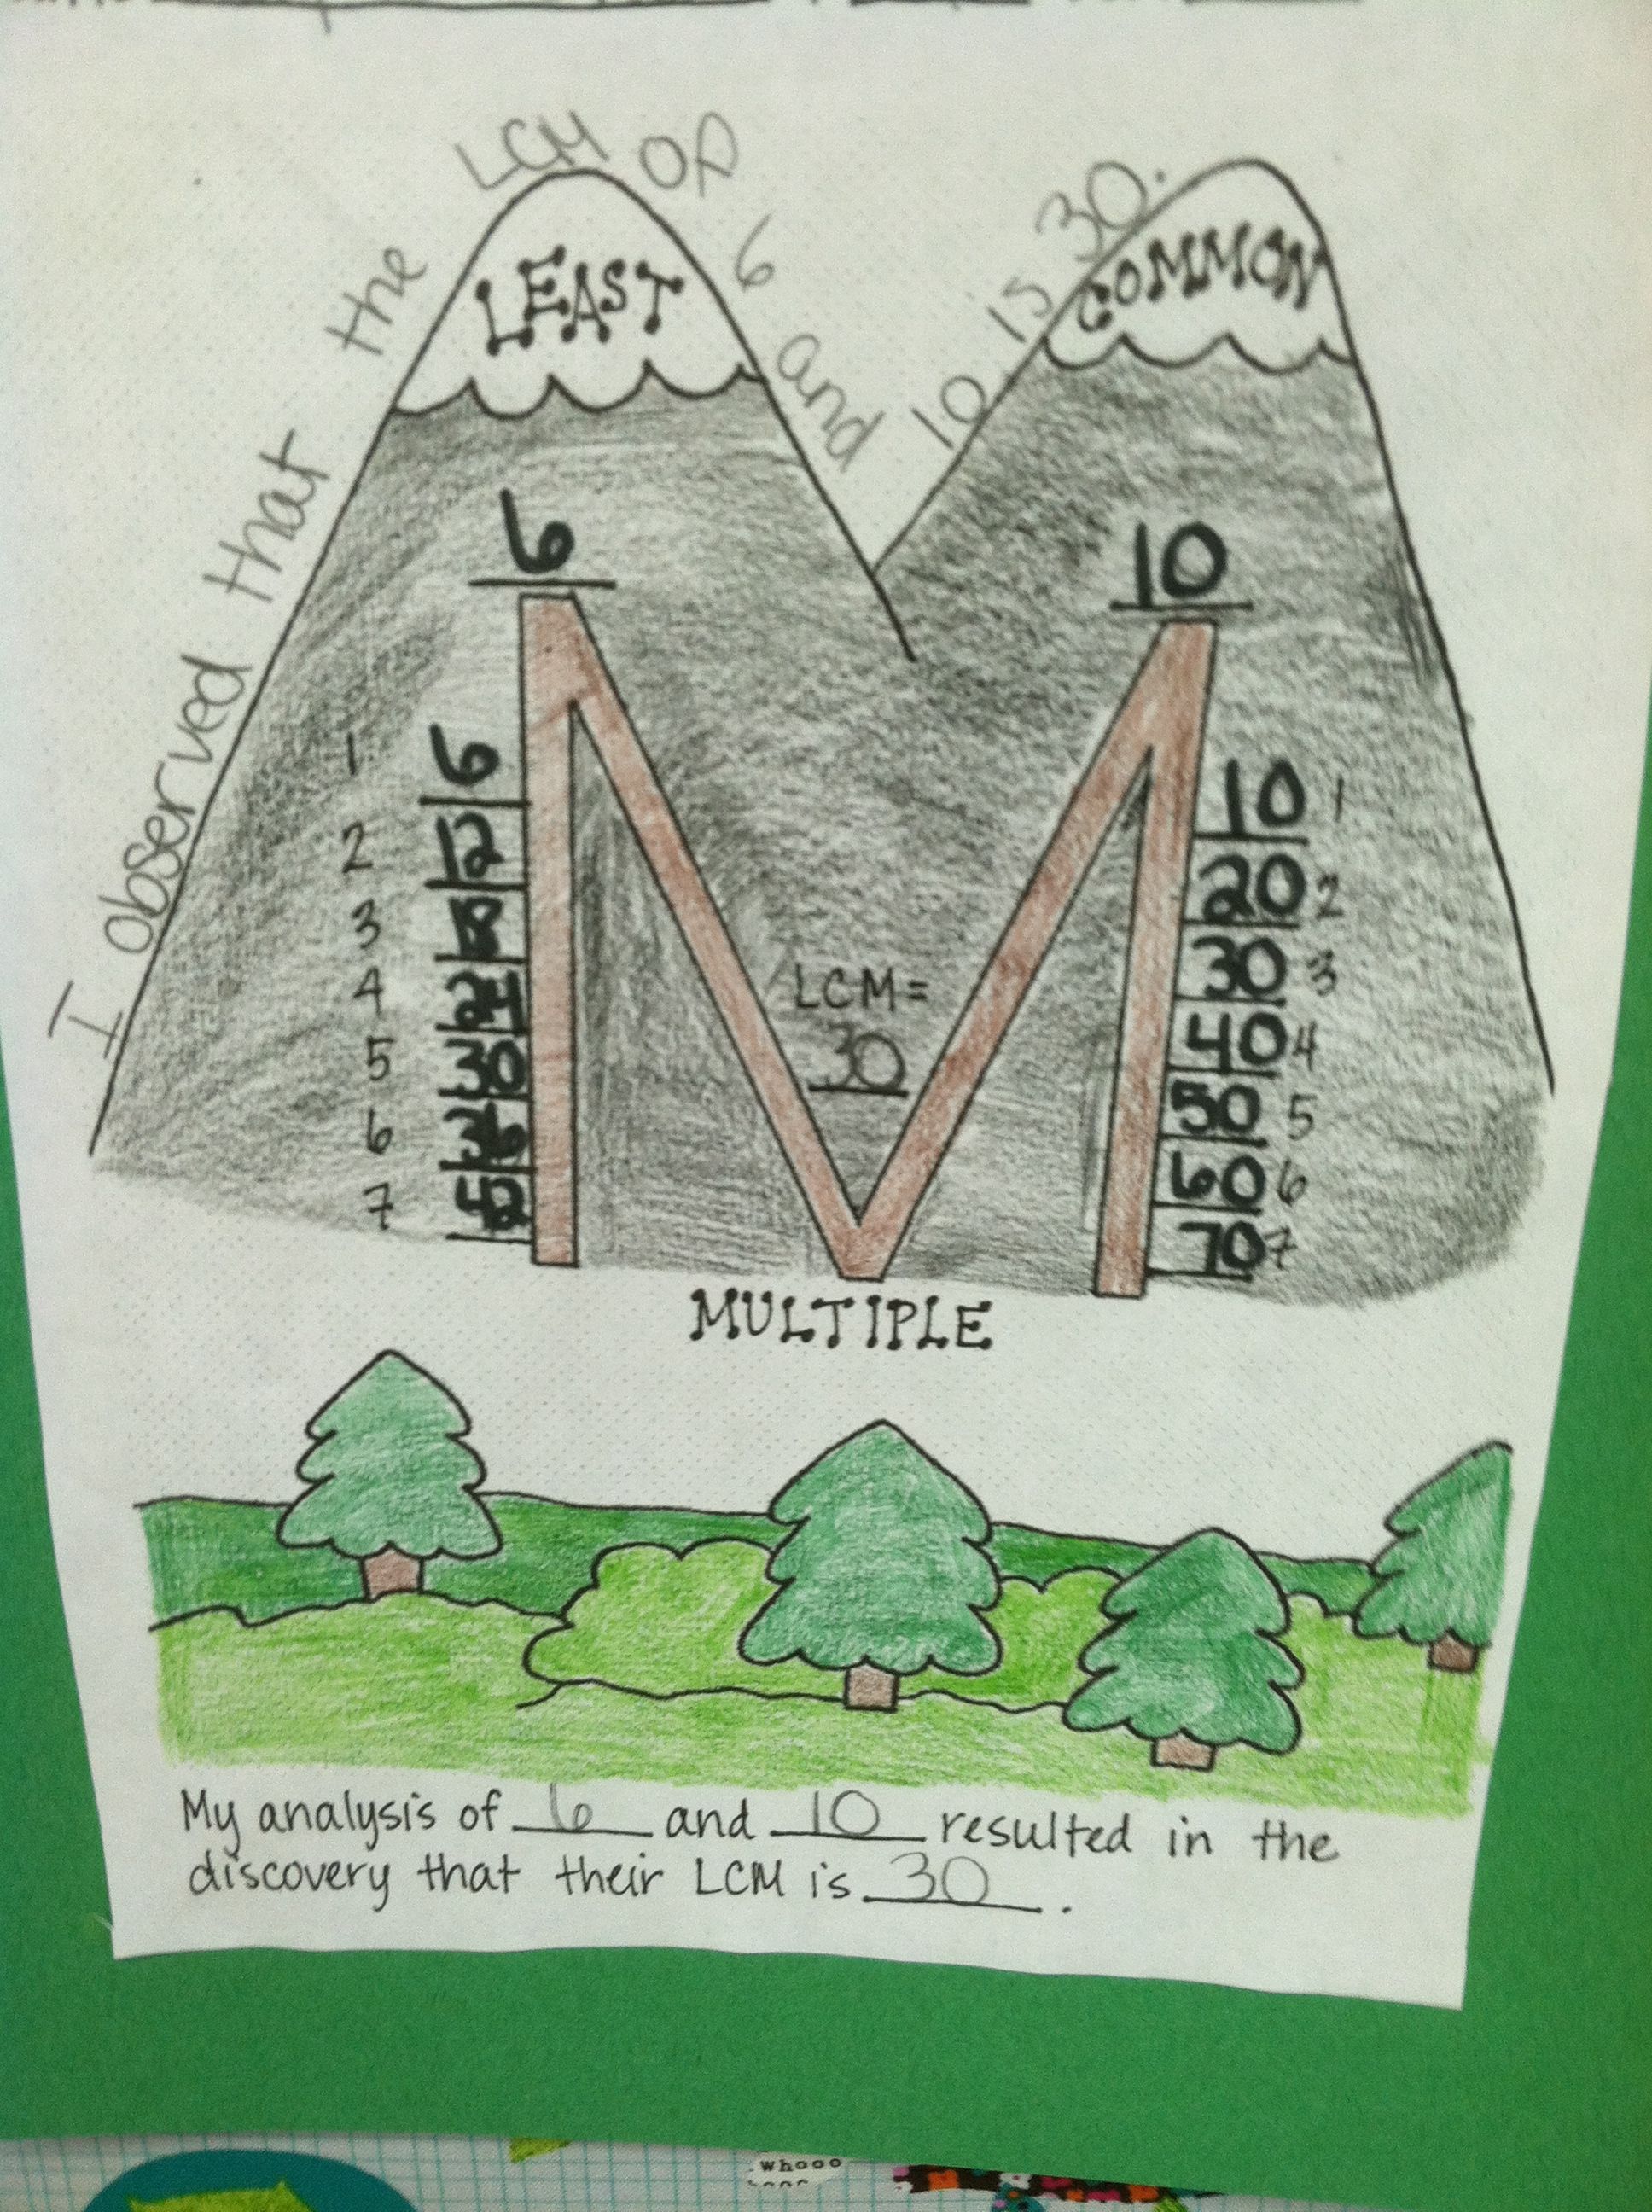 I observed that the LCM of 6 and 10 is 30.
LEAST
COMMON
6
10
1 6
2 12
3 18
4 24
5 30
6 36
7 42
10 1
20 2
30 3
40 4
50 5
60 6
70 7
LCM=
30
MULTIPLE
My analysis of 6 and 10 resulted in the
discovery that their LCM is 30.
whooo